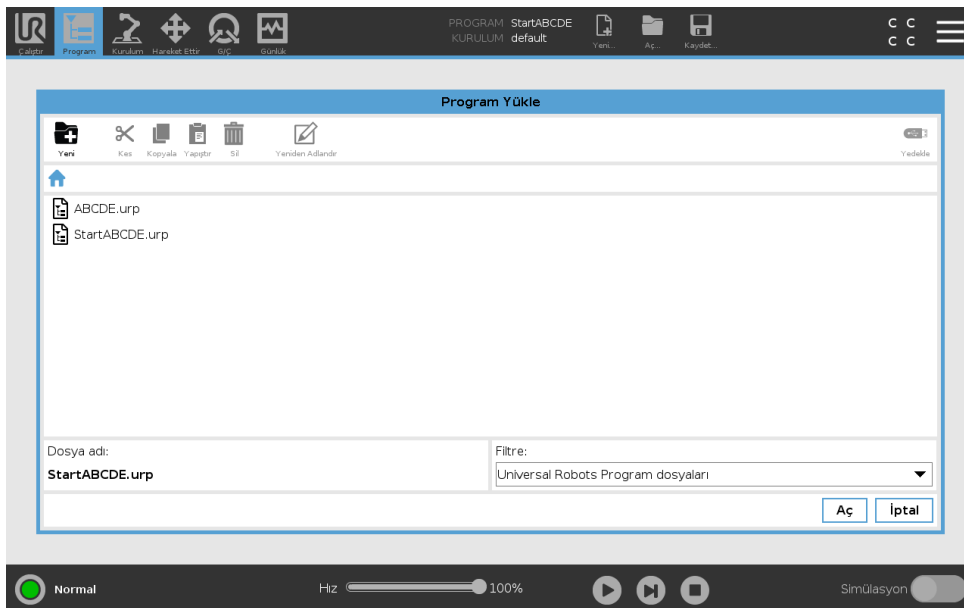 UR
Çalıştır Program Kurulum Hareket Ettir G/Ç Günlük
PROGRAM StartABCDE
KURULUM default
Yeni... Aç... Kaydet...
C C
C C
Program Yükle
Yeni Kes Kopyala Yapıştır Sil Yeniden Adlandır Yedekle
ABCDE.urp
StartABCDE.urp
Dosya adı:
StartABCDE.urp
Filtre:
Universal Robots Program dosyaları
Aç İptal
Normal Hız 100% Simülasyon